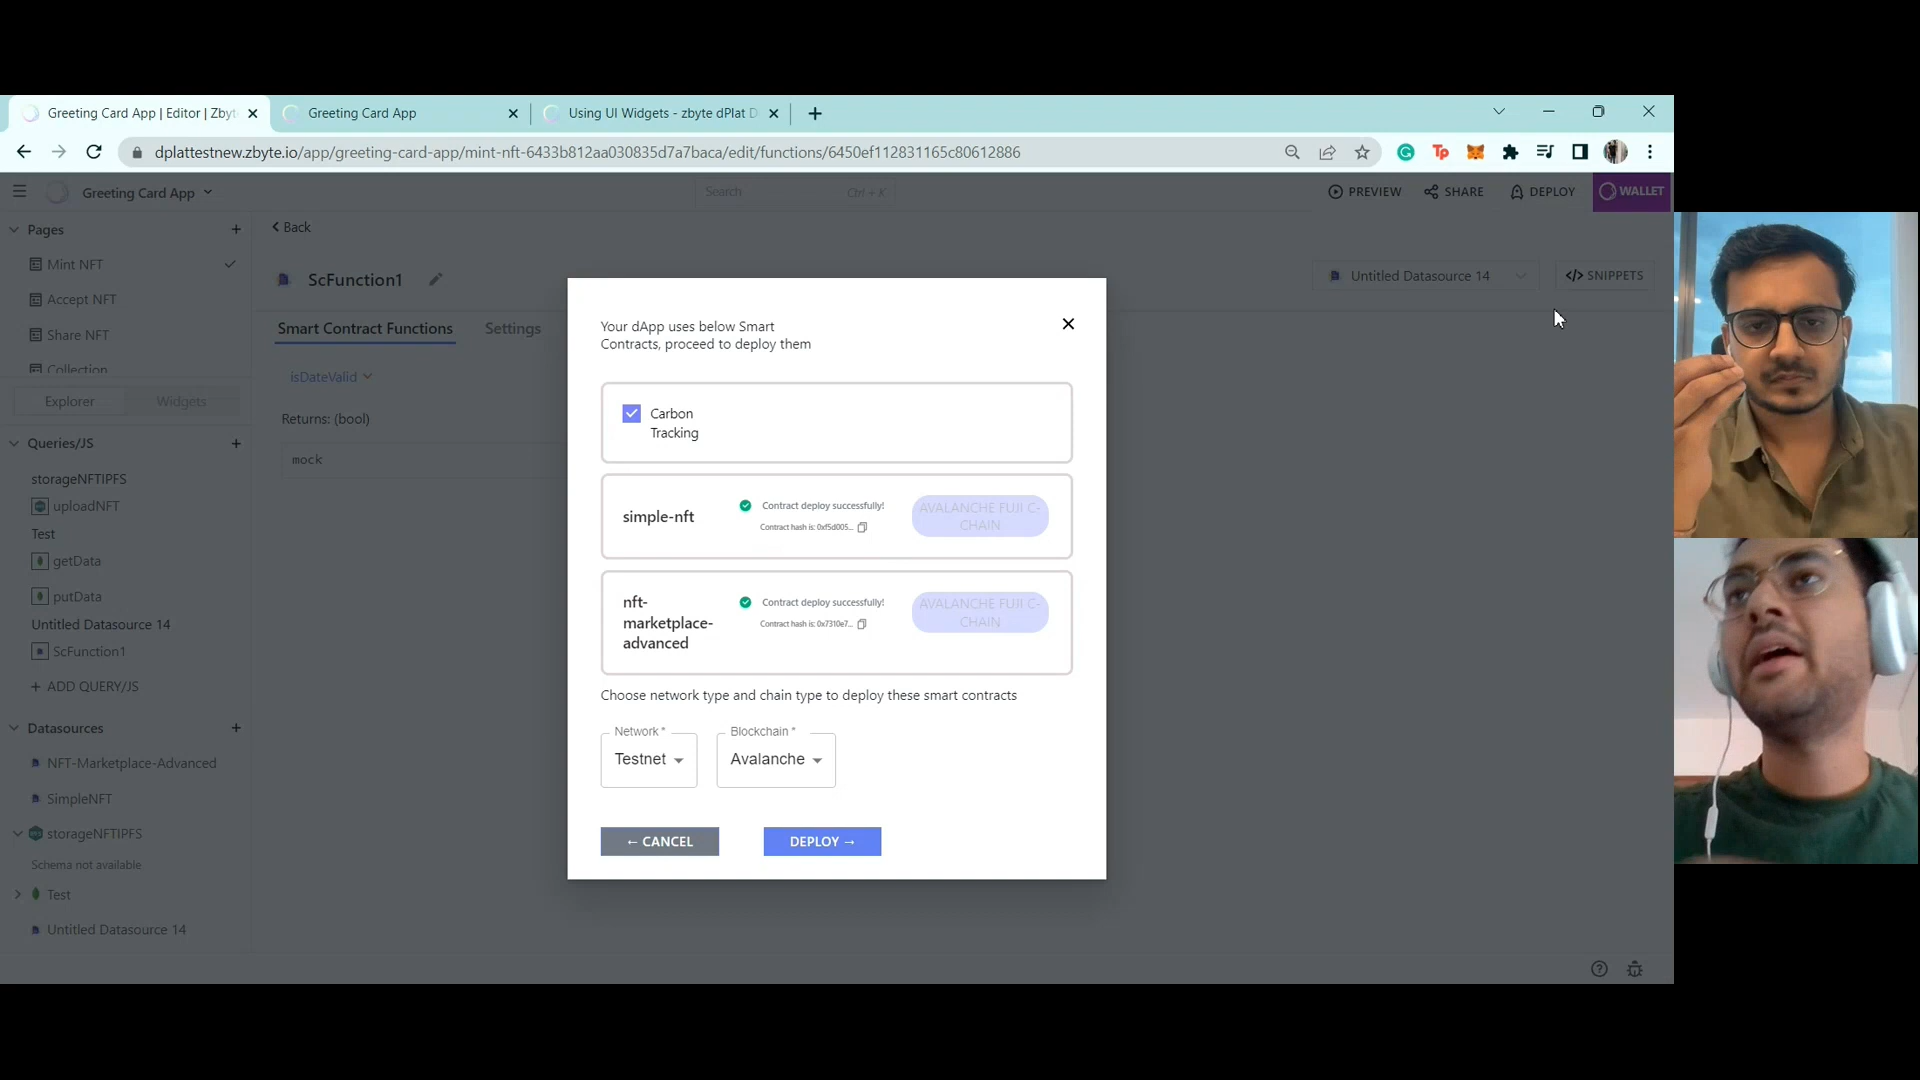 Greeting Card App | Editor | Zbyt
Greeting Card App
Using UI Widgets - zbyte dPlat D
dplattestnew.zbyte.io/app/greeting-card-app/mint-nft-6433b812aa030835d7a7baca/edit/functions/6450ef112831165c80612886
Greeting Card App
Search
Ctrl + K
PREVIEW
SHARE
DEPLOY
WALLET
Pages
Mint NFT
Accept NFT
Share NFT
Collection
Explorer
Widgets
Queries/JS
storageNFTIPFS
uploadNFT
Test
getData
putData
Untitled Datasource 14
ScFunction1
+ ADD QUERY/JS
Datasources
NFT-Marketplace-Advanced
SimpleNFT
storageNFTIPFS
Schema not available
Test
Untitled Datasource 14
Back
ScFunction1
Untitled Datasource 14
</> SNIPPETS
Smart Contract Functions
Settings
isDateValid
Returns: (bool)
mock
Your dApp uses below Smart
Contracts, proceed to deploy them
Carbon
Tracking
simple-nft
Contract deploy successfully!
Contract hash is: 0xf5d005...
AVALANCHE FUJI C-
CHAIN
nft-
marketplace-
advanced
Contract deploy successfully!
Contract hash is: 0x7310e7...
AVALANCHE FUJI C-
CHAIN
Choose network type and chain type to deploy these smart contracts
Network *
Testnet
Blockchain *
Avalanche
← CANCEL
DEPLOY →